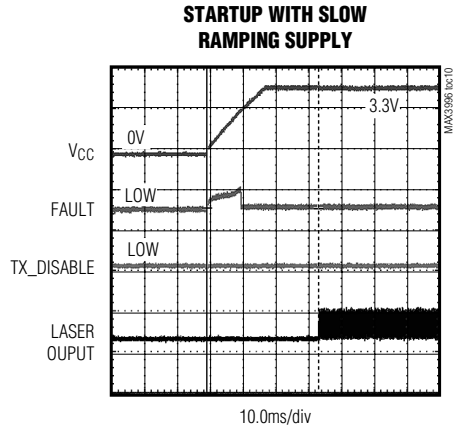 STARTUP WITH SLOW
RAMPING SUPPLY
MAX3996 toc10
3.3V
0V
VCC
LOW
FAULT
LOW
TX_DISABLE
LASER
OUPUT
10.0ms/div